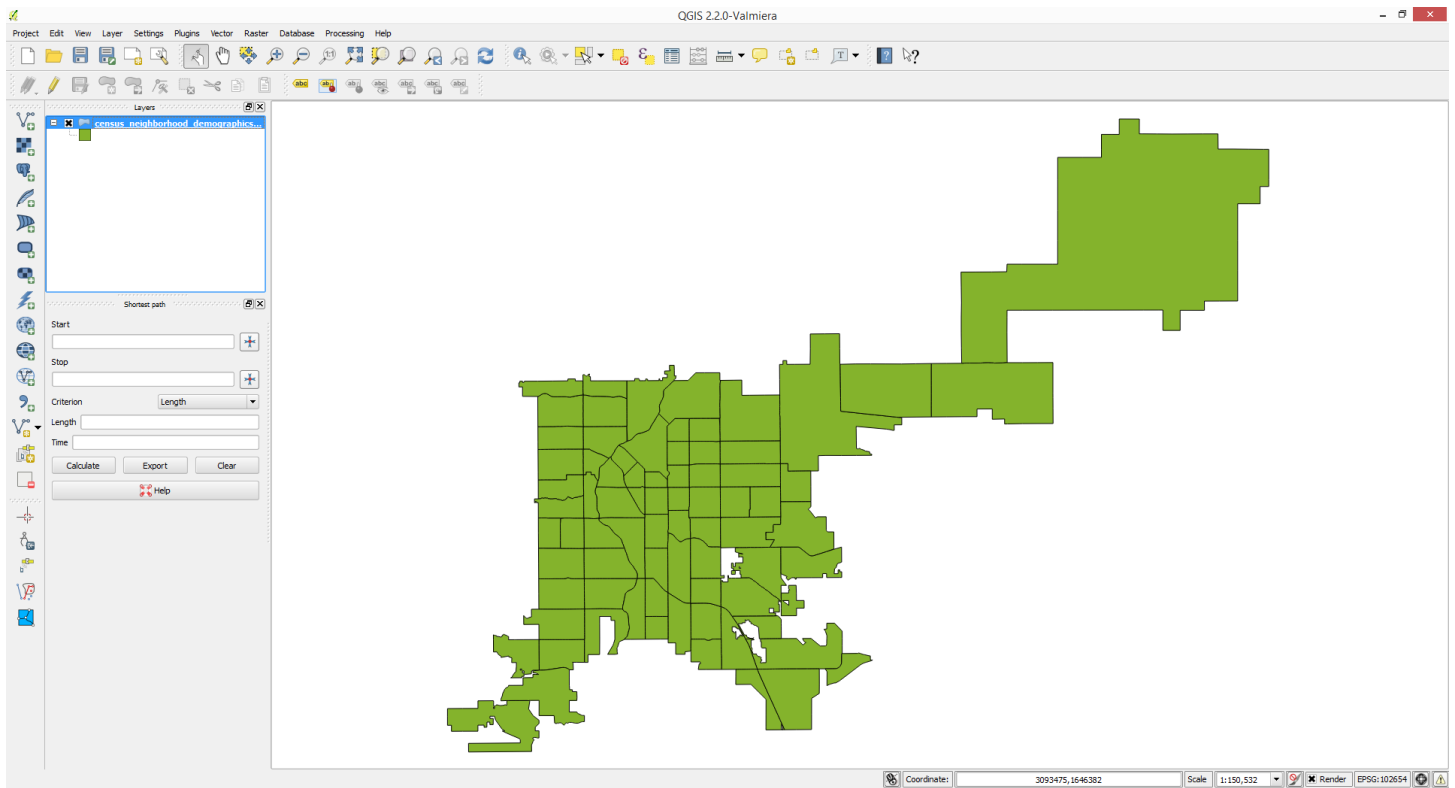 QGIS 2.2.0-Valmiera
Project Edit View Layer Settings Plugins Vector Raster Database Processing Help
abc
Layers
census_neighborhood_demographics...
Shortest path
Start
Stop
Criterion Length
Length
Time
Calculate Export Clear
Help
Coordinate: 3093475,1646382 Scale 1:150,532 Render EPSG:102654